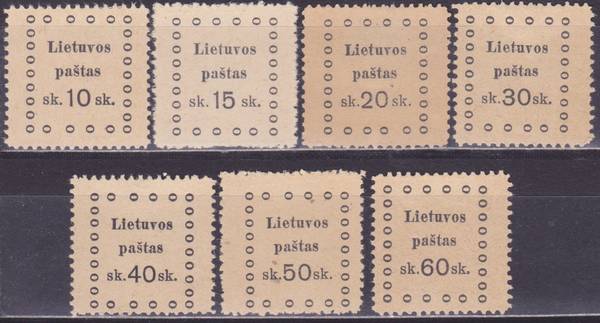 Lietuvos
paštas
sk. 10 sk.
Lietuvos
paštas
sk. 15 sk.
Lietuvos
paštas
sk. 20 sk.
Lietuvos
paštas
sk. 30 sk.
Lietuvos
paštas
sk. 40 sk.
Lietuvos
paštas
sk. 50 sk.
Lietuvos
paštas
sk. 60 sk.